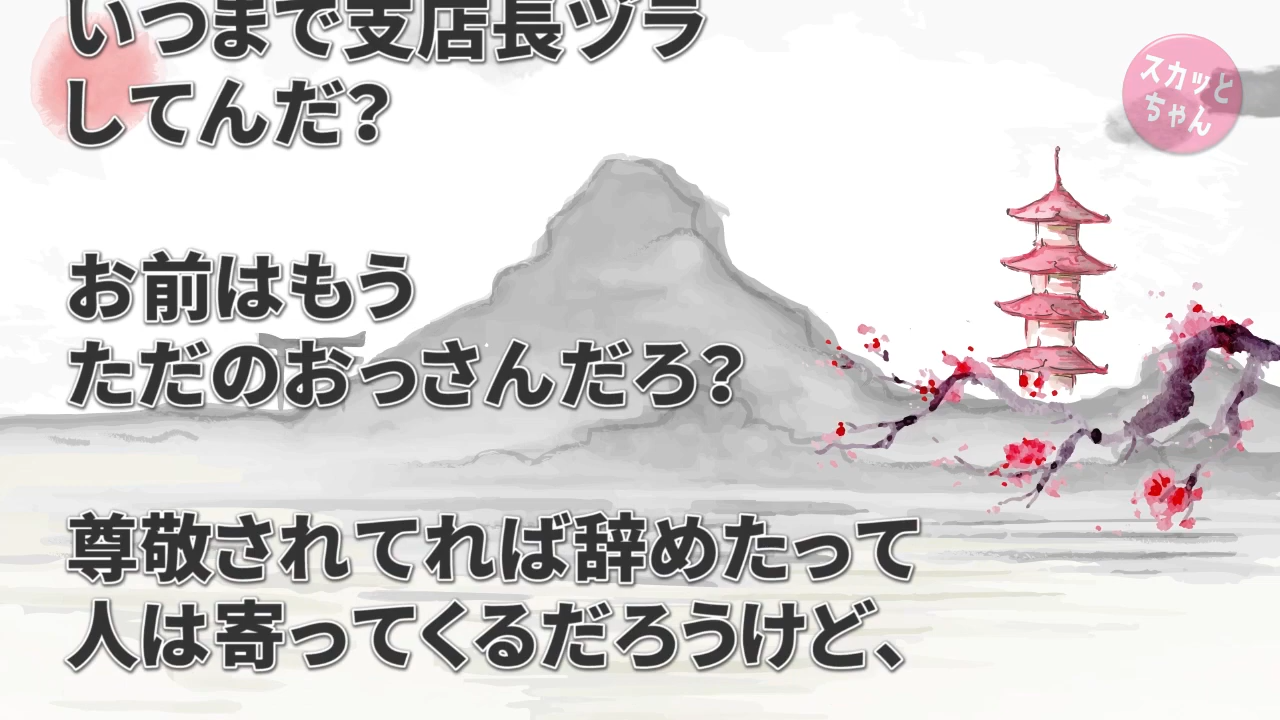 いつまで支店長ヅラ
してんだ？
お前はもう
ただのおっさんだろ？
尊敬されてれば辞めたって
人は寄ってくるだろうけど、
スカッと
ちゃん